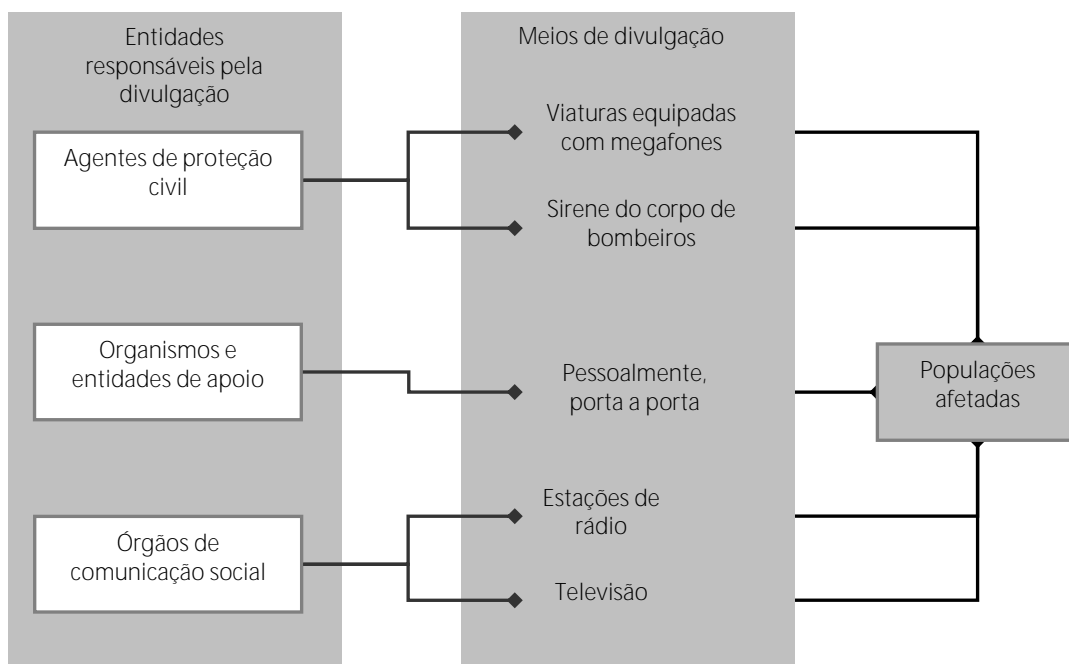 Entidades
responsáveis pela
divulgação
Agentes de proteção
civil
Organismos e
entidades de apoio
Órgãos de
comunicação social
Meios de divulgação
Viaturas equipadas
com megafones
Sirene do corpo de
bombeiros
Pessoalmente,
porta a porta
Estações de
rádio
Televisão
Populações
afetadas